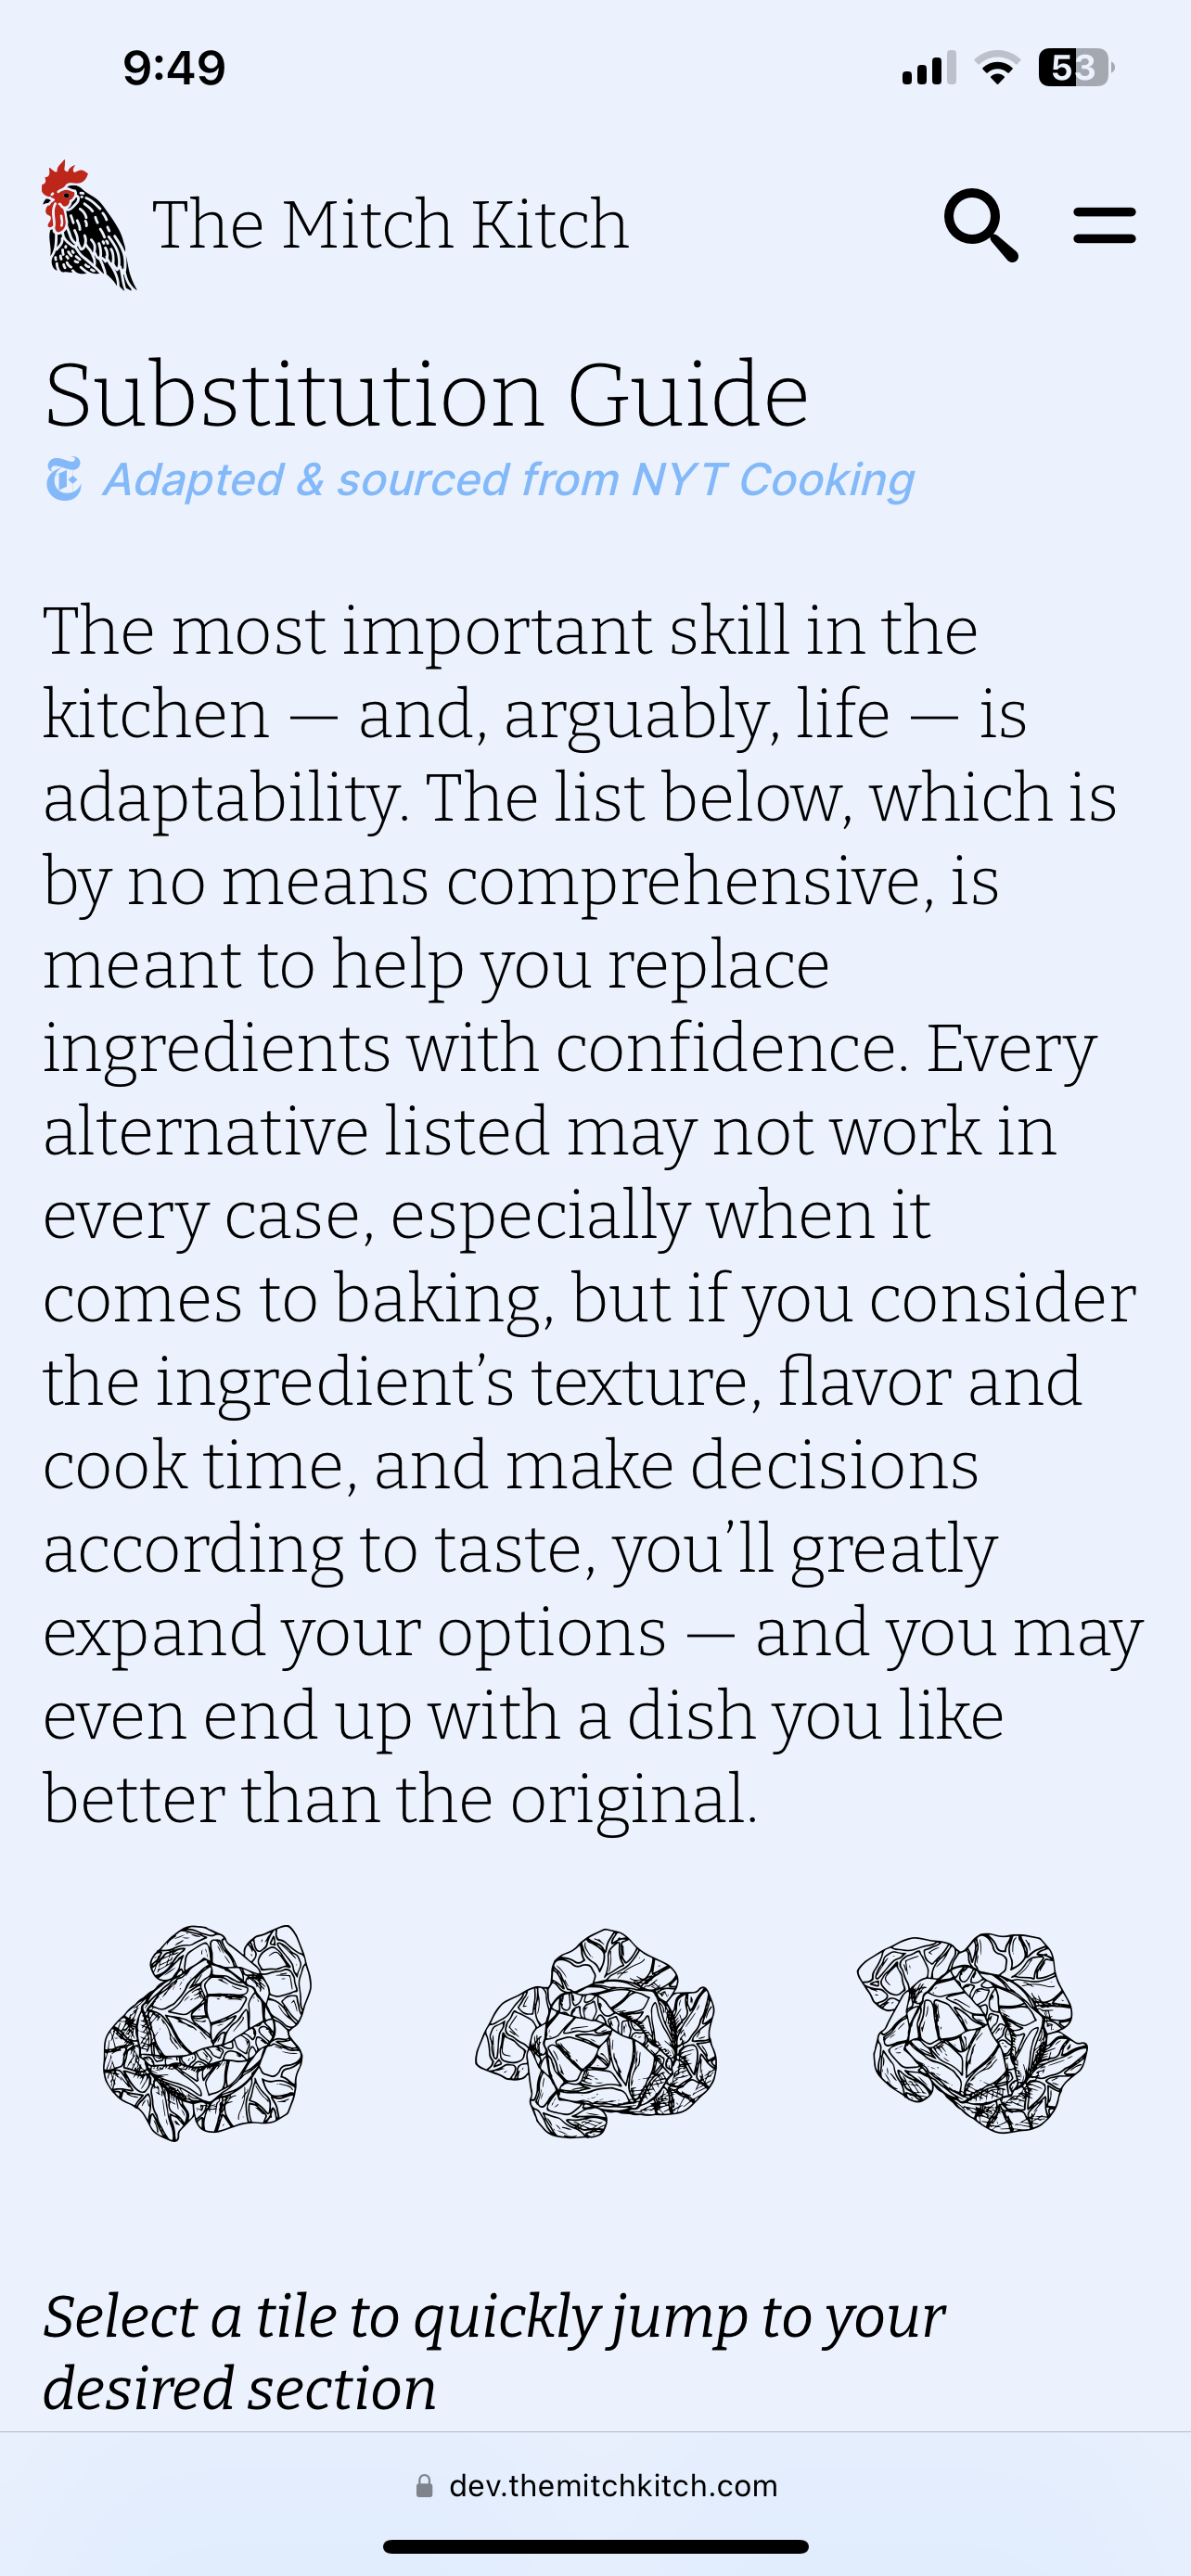 9:49
53
The Mitch Kitch
Substitution Guide
Adapted & sourced from NYT Cooking
The most important skill in the
kitchen — and, arguably, life — is
adaptability. The list below, which is
by no means comprehensive, is
meant to help you replace
ingredients with confidence. Every
alternative listed may not work in
every case, especially when it
comes to baking, but if you consider
the ingredient’s texture, flavor and
cook time, and make decisions
according to taste, you’ll greatly
expand your options — and you may
even end up with a dish you like
better than the original.
Select a tile to quickly jump to your
desired section
dev.themitchkitch.com